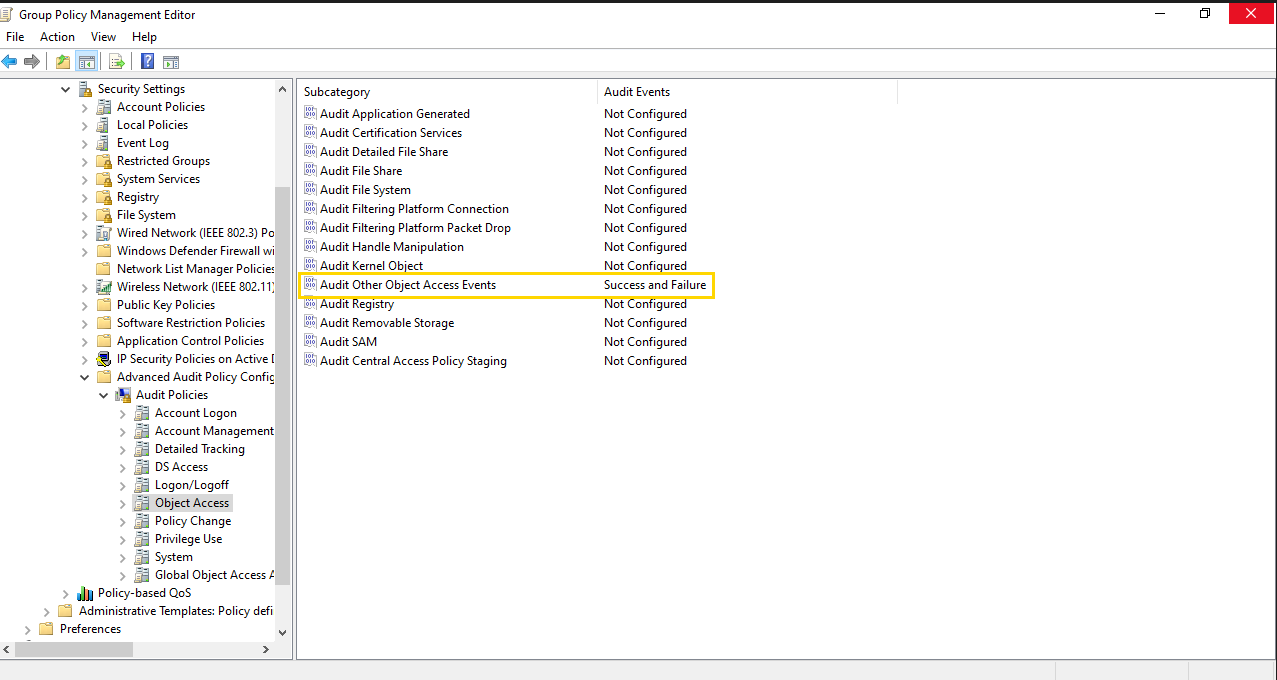 Group Policy Management Editor
File Action View Help
Security Settings
Account Policies
Local Policies
Event Log
Restricted Groups
System Services
Registry
File System
Wired Network (IEEE 802.3) Po
Windows Defender Firewall wi
Network List Manager Policies
Wireless Network (IEEE 802.11)
Public Key Policies
Software Restriction Policies
Application Control Policies
IP Security Policies on Active D
Advanced Audit Policy Config
Audit Policies
Account Logon
Account Management
Detailed Tracking
DS Access
Logon/Logoff
Object Access
Policy Change
Privilege Use
System
Global Object Access A
Policy-based QoS
Administrative Templates: Policy defi
Preferences
Subcategory Audit Events
Audit Application Generated Not Configured
Audit Certification Services Not Configured
Audit Detailed File Share Not Configured
Audit File Share Not Configured
Audit File System Not Configured
Audit Filtering Platform Connection Not Configured
Audit Filtering Platform Packet Drop Not Configured
Audit Handle Manipulation Not Configured
Audit Kernel Object Not Configured
Audit Other Object Access Events Success and Failure
Audit Registry Not Configured
Audit Removable Storage Not Configured
Audit SAM Not Configured
Audit Central Access Policy Staging Not Configured